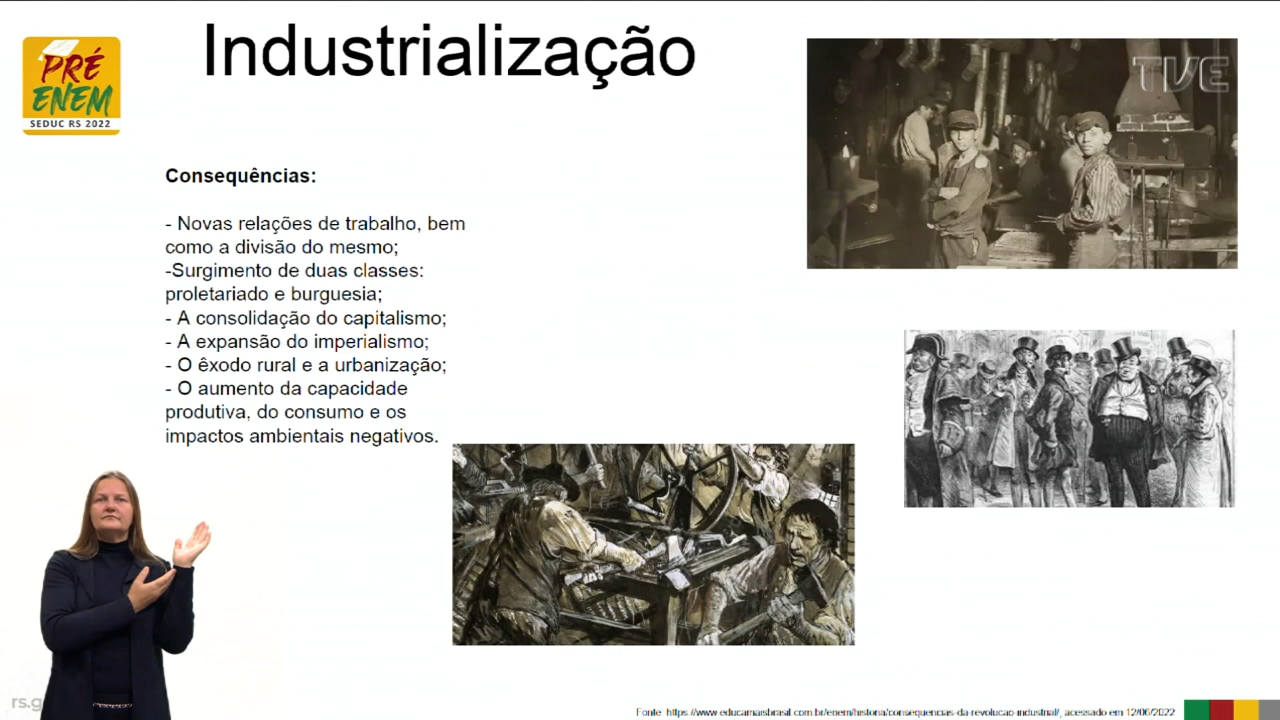 Industrialização
PRÉ
ENEM
SEDUC RS 2022
TVE
Consequências:
- Novas relações de trabalho, bem
como a divisão do mesmo;
-Surgimento de duas classes:
proletariado e burguesia;
- A consolidação do capitalismo;
- A expansão do imperialismo;
- O êxodo rural e a urbanização;
- O aumento da capacidade
produtiva, do consumo e os
impactos ambientais negativos.
rs.g
Fonte: https://www.educamaisbrasil.com.br/enem/historia/consequencias-da-revolucao-industrial/, acessado em 12/06/2022